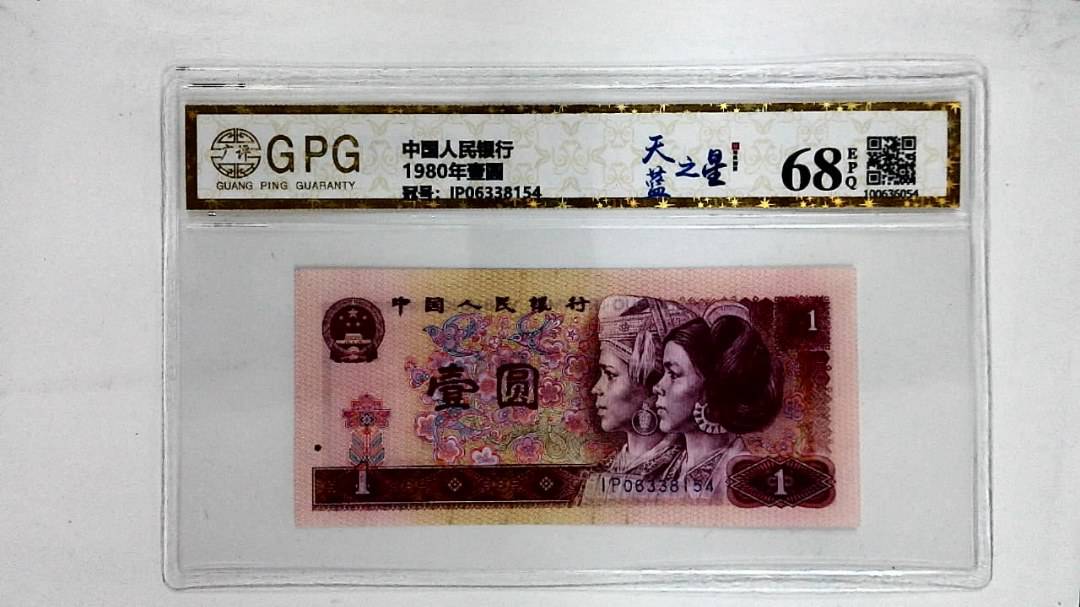 广评
GPG
GUANG PING GUARANTY
中国人民银行
1980年壹圆
冠号: IP06338154
天蓝之星
68 EPQ
100636054
中国人民银行
1
壹圆
IP06338154
1
1